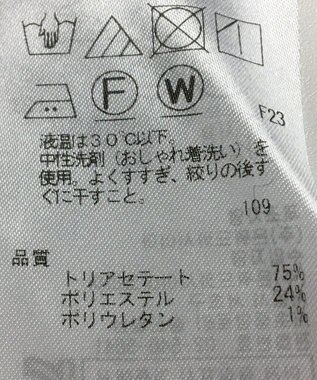 F W
F23
液温は30℃以下。
中性洗剤（おしゃれ着洗い）を
使用。よくすすぎ、絞りの後す
ぐに干すこと。
109
品質
トリアセテート 75%
ポリエステル 24%
ポリウレタン 1%